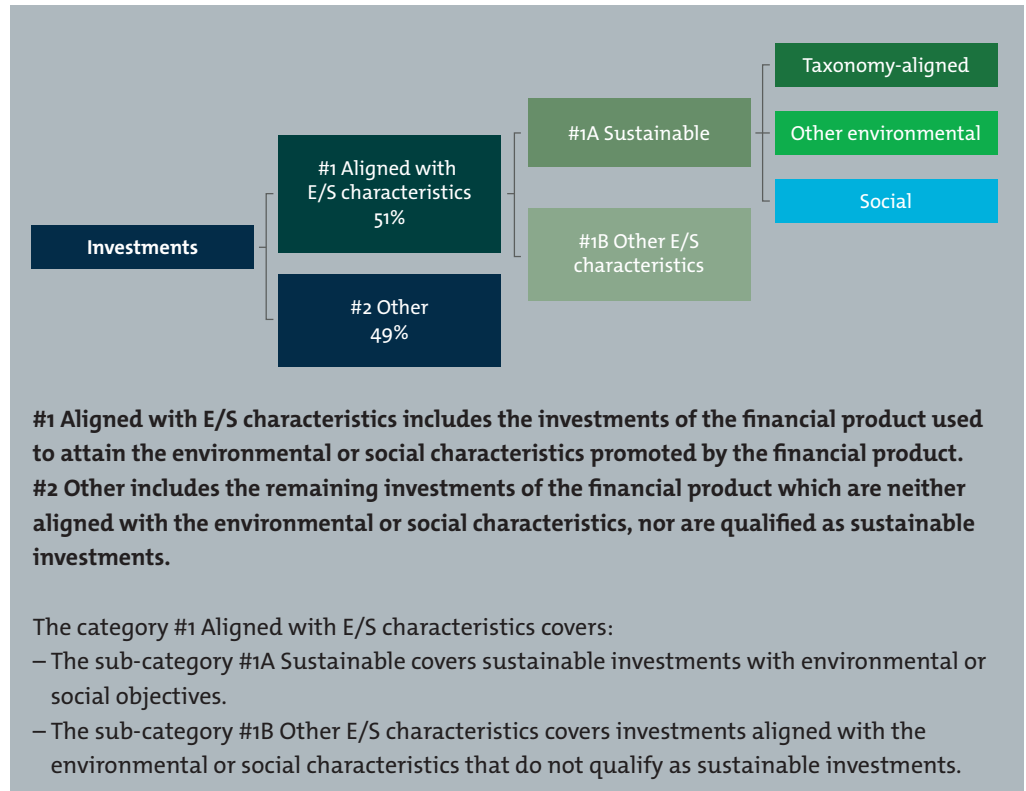 Investments
#1 Aligned with
E/S characteristics
51%
#2 Other
49%
#1A Sustainable
#1B Other E/S
characteristics
Taxonomy-aligned
Other environmental
Social
#1 Aligned with E/S characteristics includes the investments of the financial product used
to attain the environmental or social characteristics promoted by the financial product.
#2 Other includes the remaining investments of the financial product which are neither
aligned with the environmental or social characteristics, nor are qualified as sustainable
investments.
The category #1 Aligned with E/S characteristics covers:
– The sub-category #1A Sustainable covers sustainable investments with environmental or
social objectives.
– The sub-category #1B Other E/S characteristics covers investments aligned with the
environmental or social characteristics that do not qualify as sustainable investments.